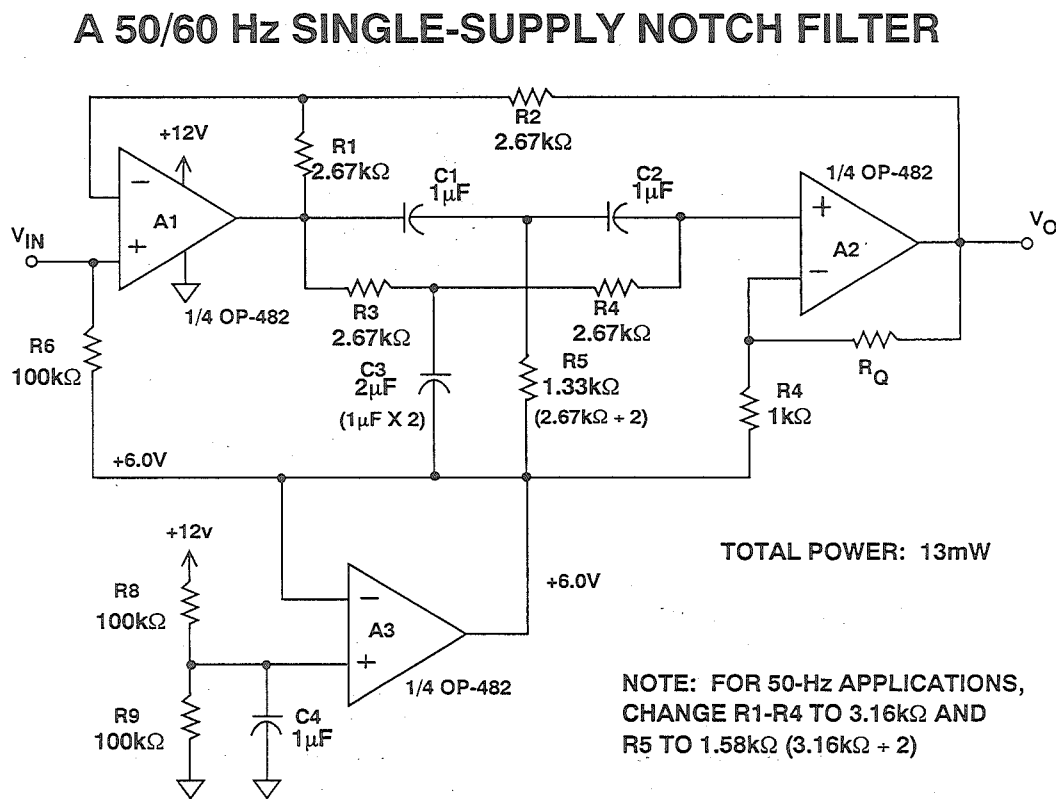 A 50/60 Hz SINGLE-SUPPLY NOTCH FILTER
R2
2.67kΩ
+12V
R1
2.67kΩ
C1
1µF
C2
1µF
1/4 OP-482
−
A1
+
VIN
+
A2
−
VO
1/4 OP-482
R3
2.67kΩ
R4
2.67kΩ
R6
100kΩ
C3
2µF
(1µF X 2)
R5
1.33kΩ
(2.67kΩ ÷ 2)
RQ
R4
1kΩ
+6.0V
+12v
TOTAL POWER: 13mW
R8
100kΩ
−
A3
+
+6.0V
1/4 OP-482
R9
100kΩ
C4
1µF
NOTE: FOR 50-Hz APPLICATIONS,
CHANGE R1-R4 TO 3.16kΩ AND
R5 TO 1.58kΩ (3.16kΩ ÷ 2)